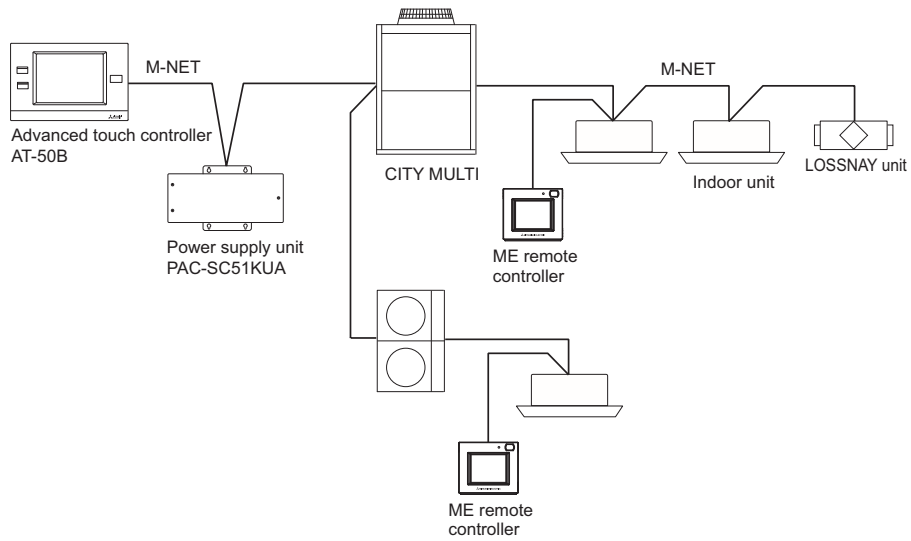 M-NET
Advanced touch controller
AT-50B
Power supply unit
PAC-SC51KUA
CITY MULTI
M-NET
ME remote
controller
Indoor unit
LOSSNAY unit
ME remote
controller